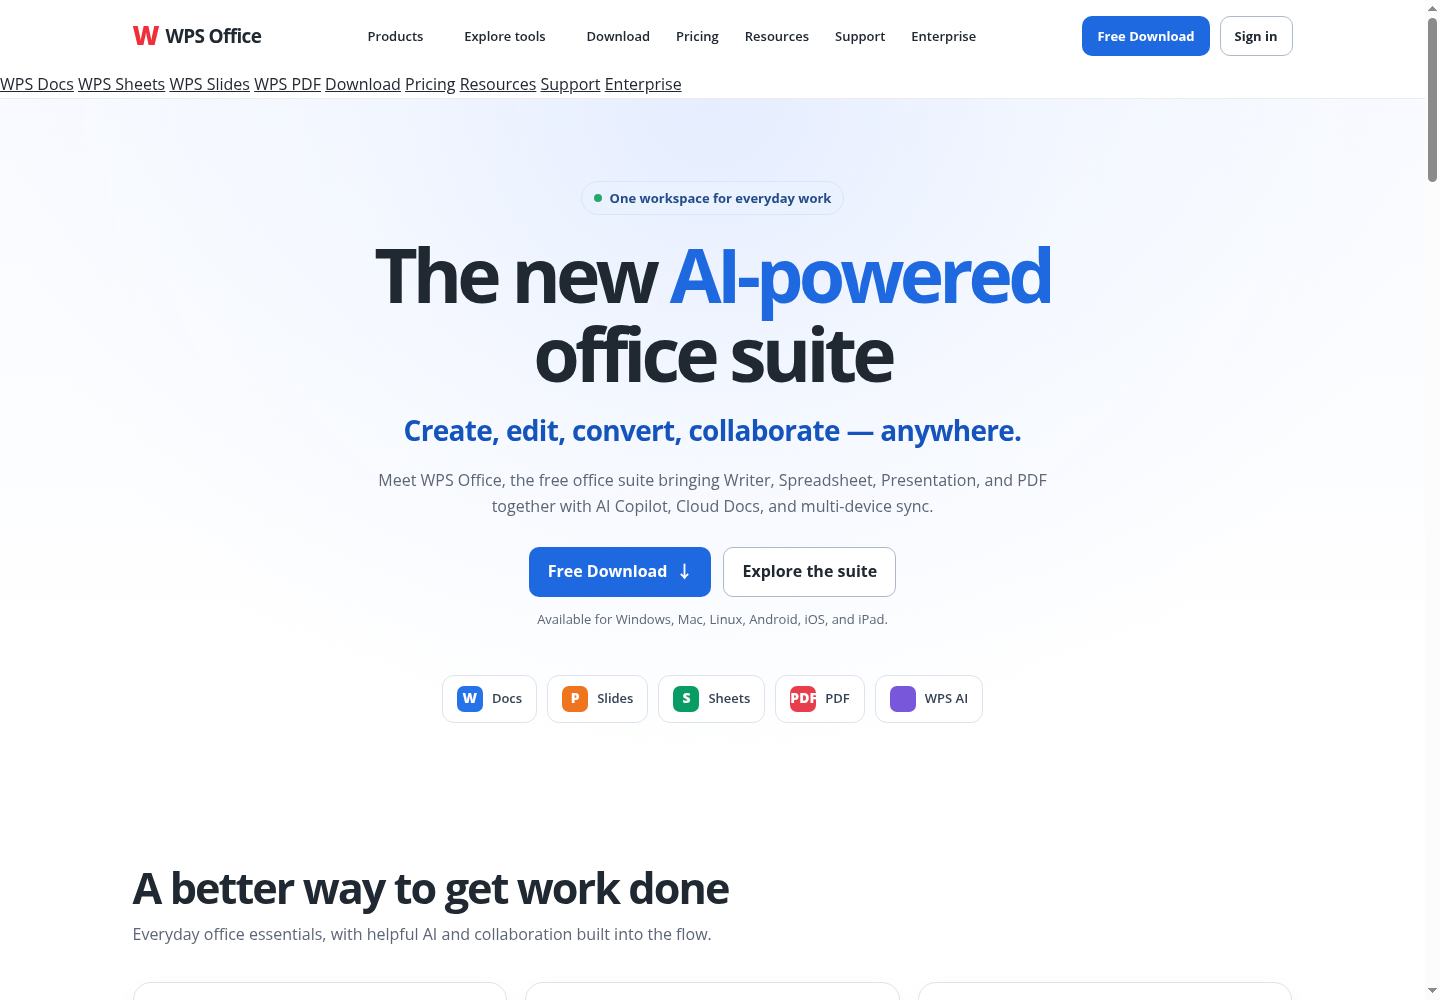 W WPS Office Products Explore tools Download Pricing Resources Support Enterprise Free Download Sign in
WPS Docs WPS Sheets WPS Slides WPS PDF Download Pricing Resources Support Enterprise
One workspace for everyday work
The new AI-powered
office suite
Create, edit, convert, collaborate — anywhere.
Meet WPS Office, the free office suite bringing Writer, Spreadsheet, Presentation, and PDF
together with AI Copilot, Cloud Docs, and multi-device sync.
Free Download ↓ Explore the suite
Available for Windows, Mac, Linux, Android, iOS, and iPad.
W Docs P Slides S Sheets PDF PDF WPS AI
A better way to get work done
Everyday office essentials, with helpful AI and collaboration built into the flow.